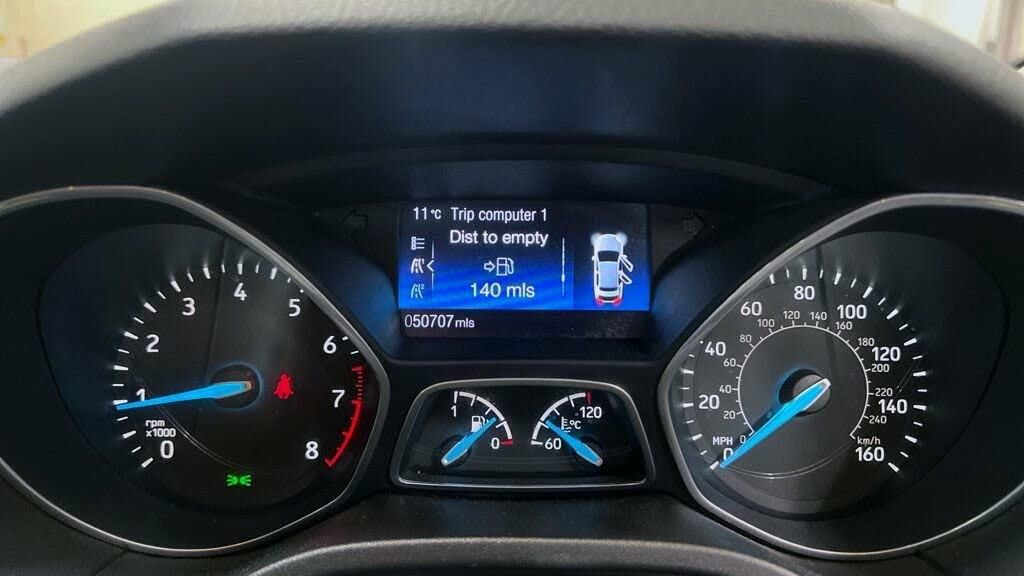 11°C Trip computer 1
Dist to empty
140 mls
050707 mls
0 1 2 3 4 5 6 7 8
rpm
x1000
1 0
60 °C 120
0 20 40 60 80 100 120 140 160
MPH
0 20 40 60 80 100 120 140 160 180 200 220 240
km/h